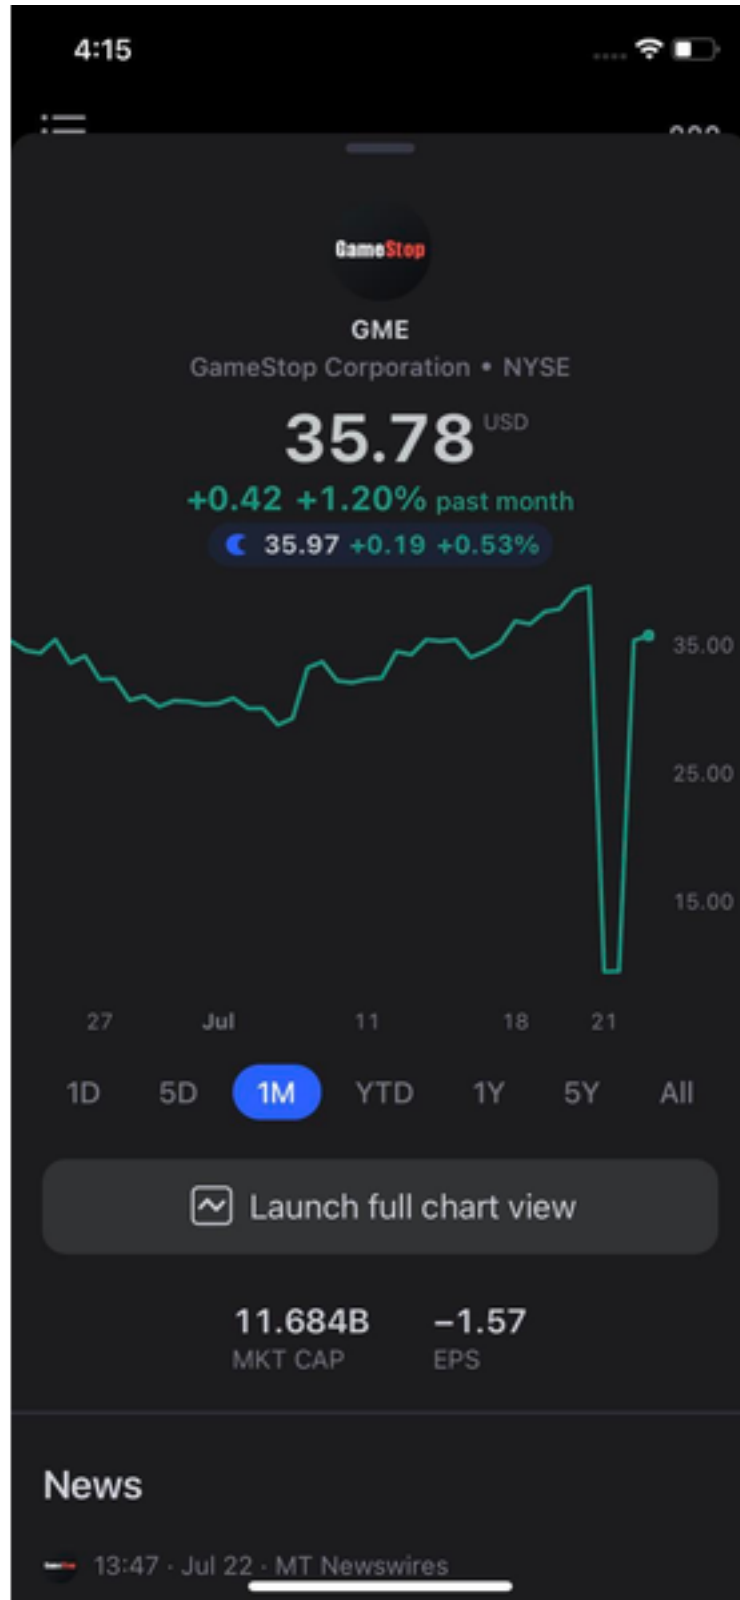 4:15
GameStop
GME
GameStop Corporation • NYSE
35.78 USD
+0.42 +1.20% past month
35.97 +0.19 +0.53%
35.00
25.00
15.00
27 Jul 11 18 21
1D 5D 1M YTD 1Y 5Y All
Launch full chart view
11.684B −1.57
MKT CAP EPS
News
13:47 · Jul 22 · MT Newswires